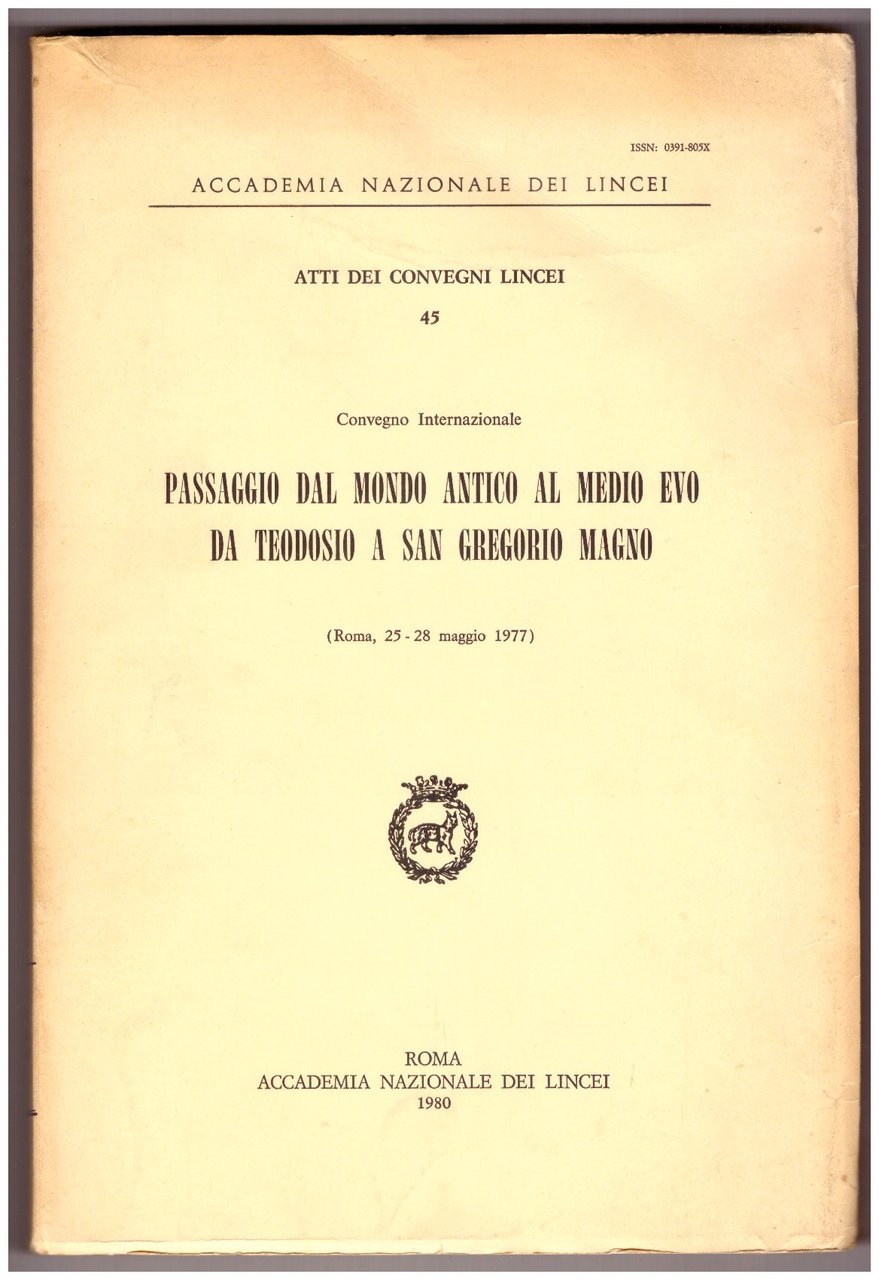 ISSN: 0391-805X
ACCADEMIA NAZIONALE DEI LINCEI
ATTI DEI CONVEGNI LINCEI
45
Convegno Internazionale
PASSAGGIO DAL MONDO ANTICO AL MEDIO EVO
DA TEODOSIO A SAN GREGORIO MAGNO
(Roma, 25-28 maggio 1977)
ROMA
ACCADEMIA NAZIONALE DEI LINCEI
1980